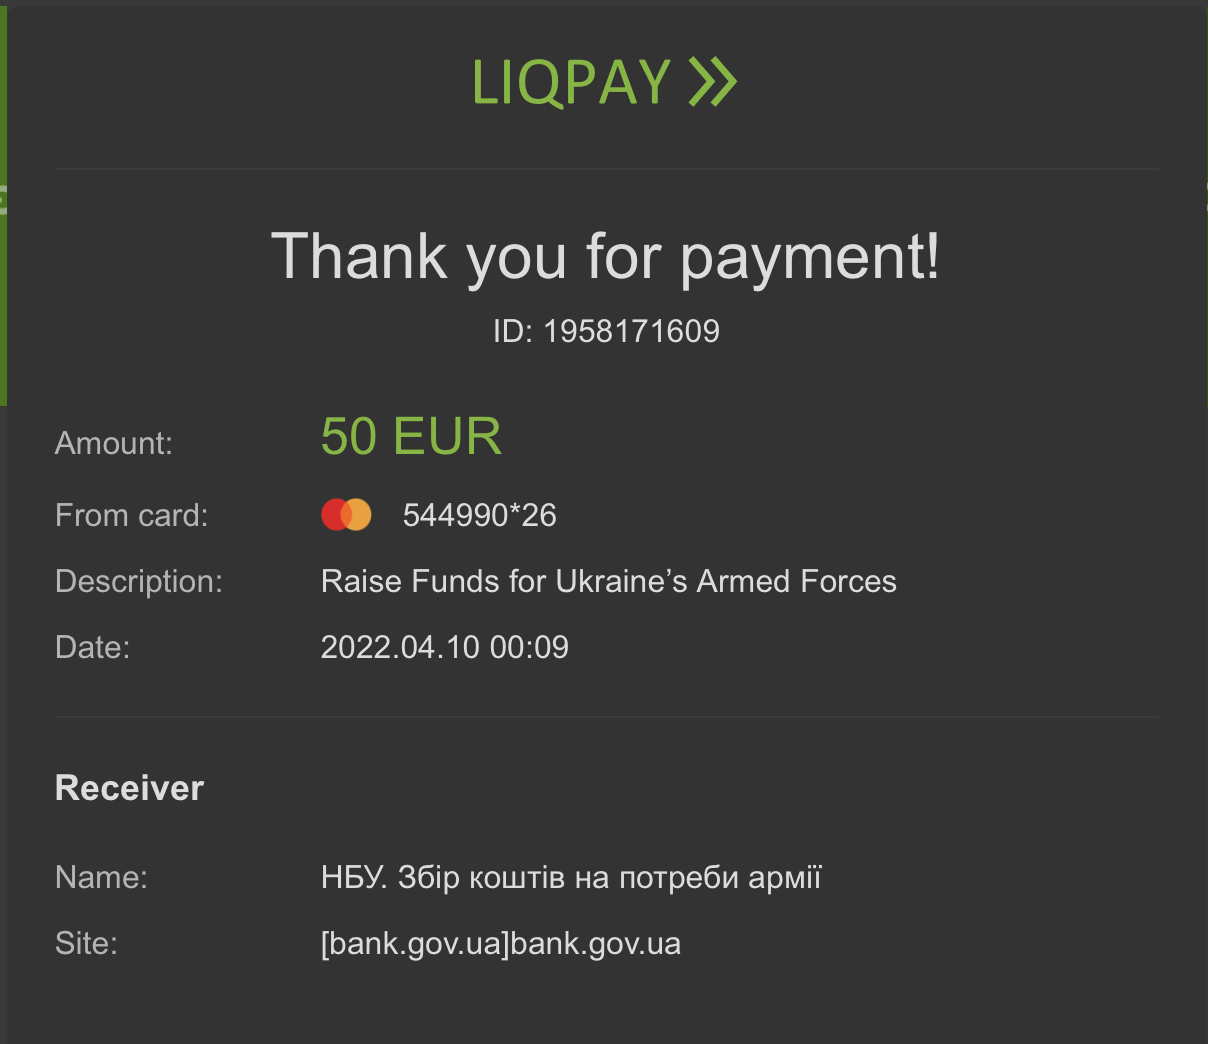 LIQPAY
Thank you for payment!
ID: 1958171609
Amount: 50 EUR
From card: 544990*26
Description: Raise Funds for Ukraine’s Armed Forces
Date: 2022.04.10 00:09
Receiver
Name: НБУ. Збір коштів на потреби армії
Site: [bank.gov.ua]bank.gov.ua